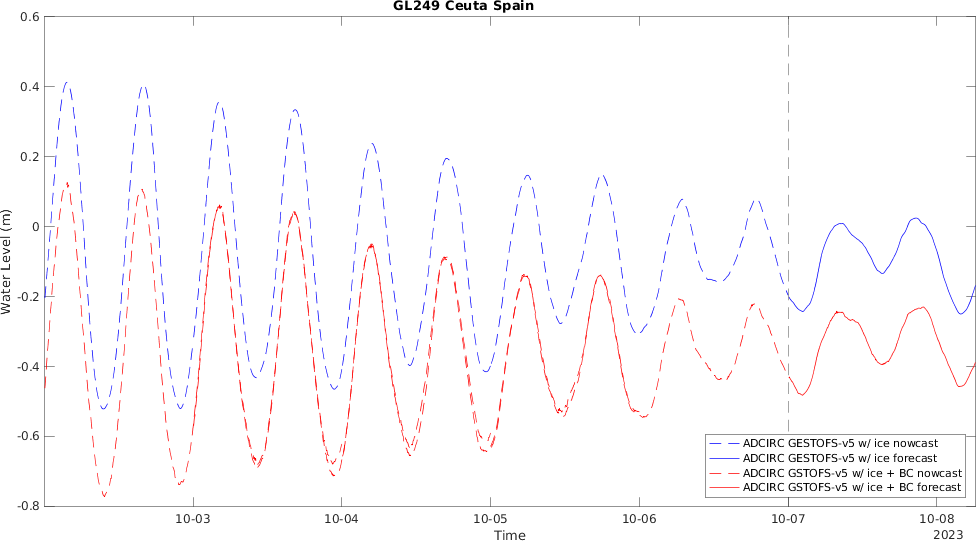 GL249 Ceuta Spain
Water Level (m)
0.6
0.4
0.2
0
-0.2
-0.4
-0.6
-0.8
10-03
10-04
10-05
10-06
10-07
10-08
Time
2023
ADCIRC GESTOFS-v5 w/ ice nowcast
ADCIRC GESTOFS-v5 w/ ice forecast
ADCIRC GSTOFS-v5 w/ ice + BC nowcast
ADCIRC GSTOFS-v5 w/ ice + BC forecast